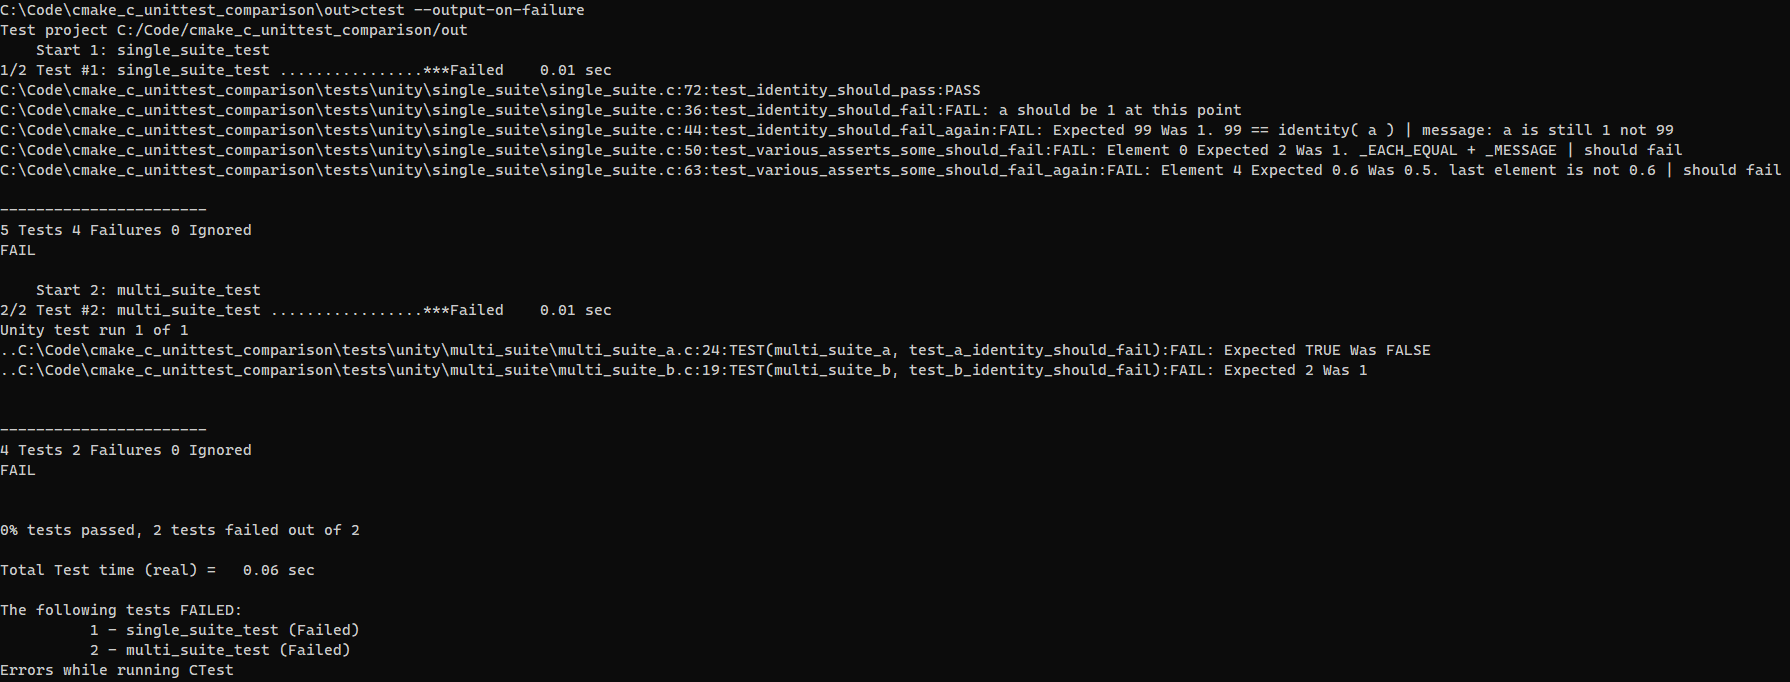 C:\Code\cmake_c_unittest_comparison\out>ctest --output-on-failure
Test project C:/Code/cmake_c_unittest_comparison/out
    Start 1: single_suite_test
1/2 Test #1: single_suite_test ................***Failed    0.01 sec
C:\Code\cmake_c_unittest_comparison\tests\unity\single_suite\single_suite.c:72:test_identity_should_pass:PASS
C:\Code\cmake_c_unittest_comparison\tests\unity\single_suite\single_suite.c:36:test_identity_should_fail:FAIL: a should be 1 at this point
C:\Code\cmake_c_unittest_comparison\tests\unity\single_suite\single_suite.c:44:test_identity_should_fail_again:FAIL: Expected 99 Was 1. 99 == identity( a ) | message: a is still 1 not 99
C:\Code\cmake_c_unittest_comparison\tests\unity\single_suite\single_suite.c:50:test_various_asserts_some_should_fail:FAIL: Element 0 Expected 2 Was 1. _EACH_EQUAL + _MESSAGE | should fail
C:\Code\cmake_c_unittest_comparison\tests\unity\single_suite\single_suite.c:63:test_various_asserts_some_should_fail_again:FAIL: Element 4 Expected 0.6 Was 0.5. last element is not 0.6 | should fail

-----------------------
5 Tests 4 Failures 0 Ignored
FAIL

    Start 2: multi_suite_test
2/2 Test #2: multi_suite_test .................***Failed    0.01 sec
Unity test run 1 of 1
..C:\Code\cmake_c_unittest_comparison\tests\unity\multi_suite\multi_suite_a.c:24:TEST(multi_suite_a, test_a_identity_should_fail):FAIL: Expected TRUE Was FALSE
..C:\Code\cmake_c_unittest_comparison\tests\unity\multi_suite\multi_suite_b.c:19:TEST(multi_suite_b, test_b_identity_should_fail):FAIL: Expected 2 Was 1

-----------------------
4 Tests 2 Failures 0 Ignored
FAIL

0% tests passed, 2 tests failed out of 2

Total Test time (real) =   0.06 sec

The following tests FAILED:
          1 - single_suite_test (Failed)
          2 - multi_suite_test (Failed)
Errors while running CTest